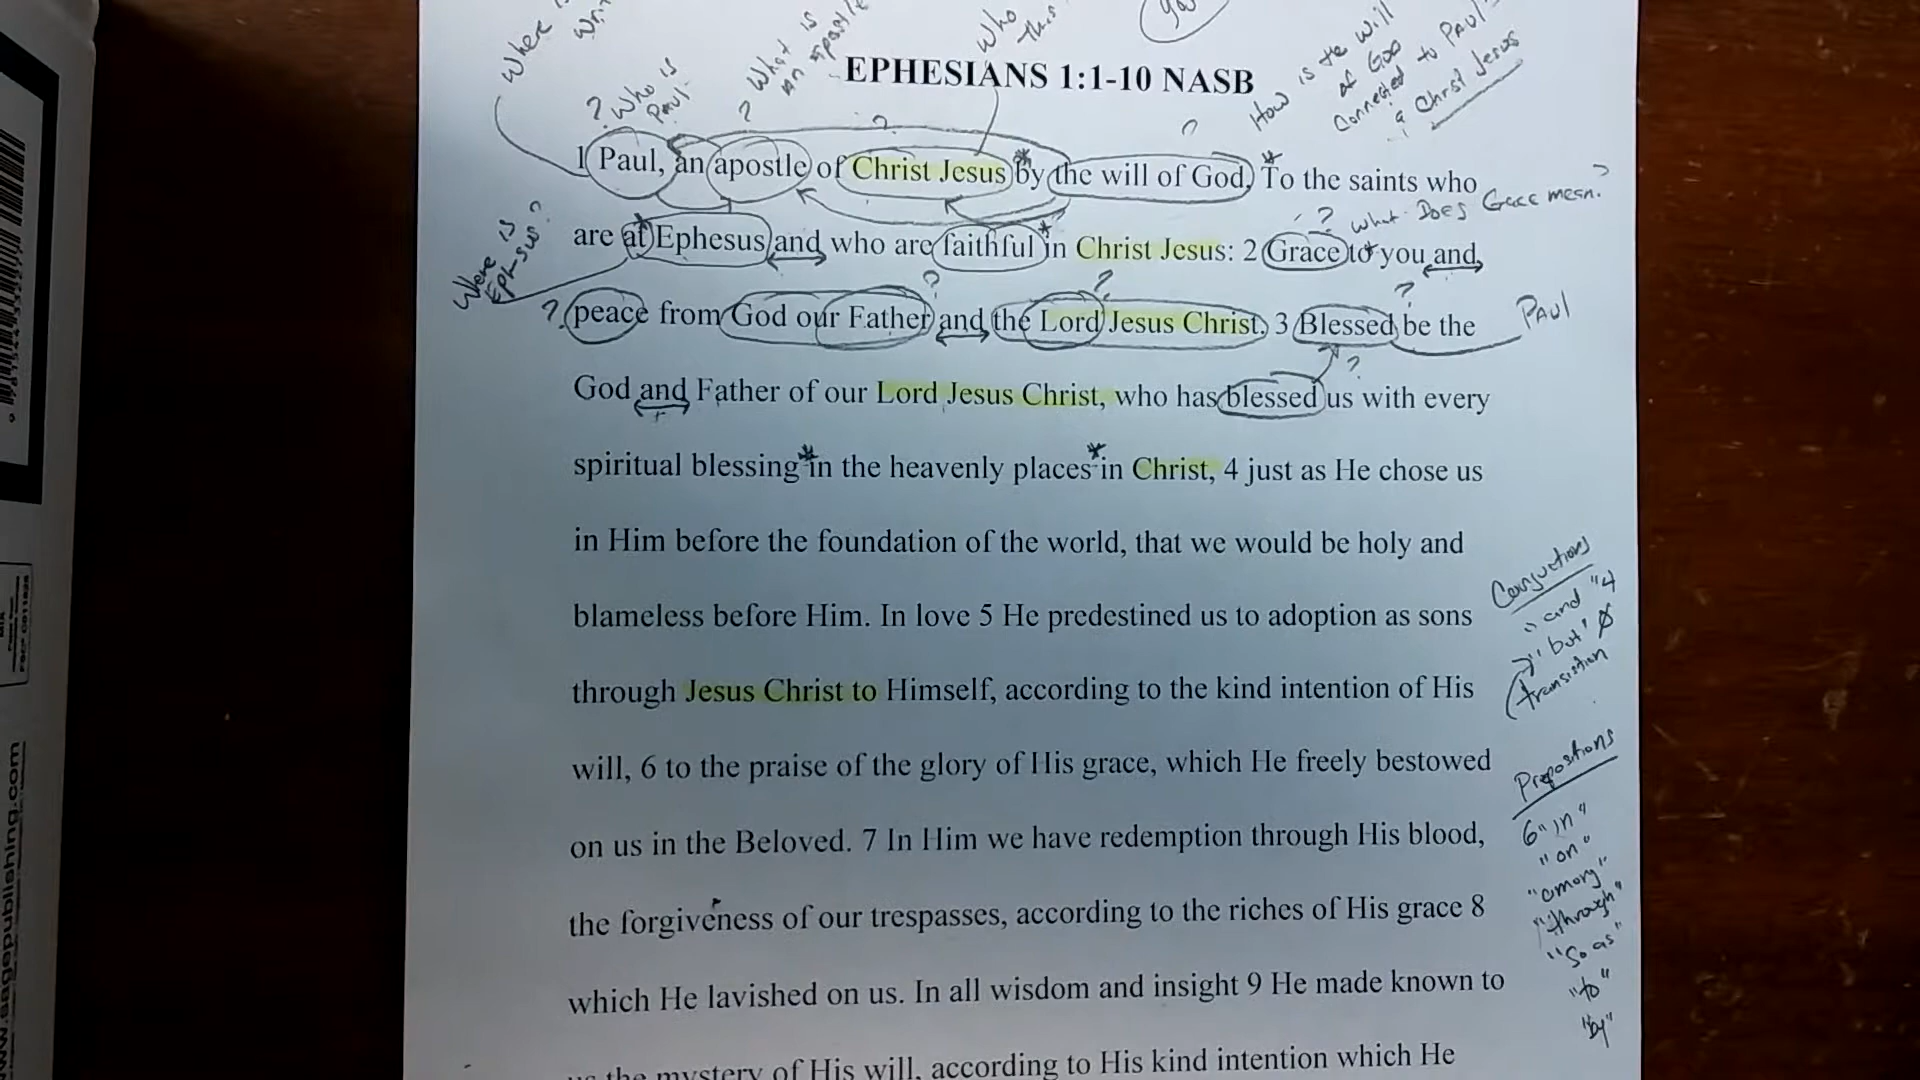 Where
What is
an apostle
Who
This
? Who is
Paul
How is the will
of God
Connected to Paul
& Christ Jesus
EPHESIANS 1:1-10 NASB
1 Paul, an apostle of Christ Jesus by the will of God, To the saints who
? What Does Grace mean?
Where is
Ephesus?
are at Ephesus and who are faithful in Christ Jesus: 2 Grace to you and
peace from God our Father and the Lord Jesus Christ. 3 Blessed be the
Paul
God and Father of our Lord Jesus Christ, who has blessed us with every
spiritual blessing in the heavenly places in Christ, 4 just as He chose us
in Him before the foundation of the world, that we would be holy and
blameless before Him. In love 5 He predestined us to adoption as sons
through Jesus Christ to Himself, according to the kind intention of His
will, 6 to the praise of the glory of His grace, which He freely bestowed
on us in the Beloved. 7 In Him we have redemption through His blood,
the forgiveness of our trespasses, according to the riches of His grace 8
which He lavished on us. In all wisdom and insight 9 He made known to
us the mystery of His will, according to His kind intention which He
Conjuctions
"and" 4
"but" Ø
transition
Prepositions
6 "in"
"on"
"among"
"through"
"So as"
"to"
"by"
www.sagepublishing.com